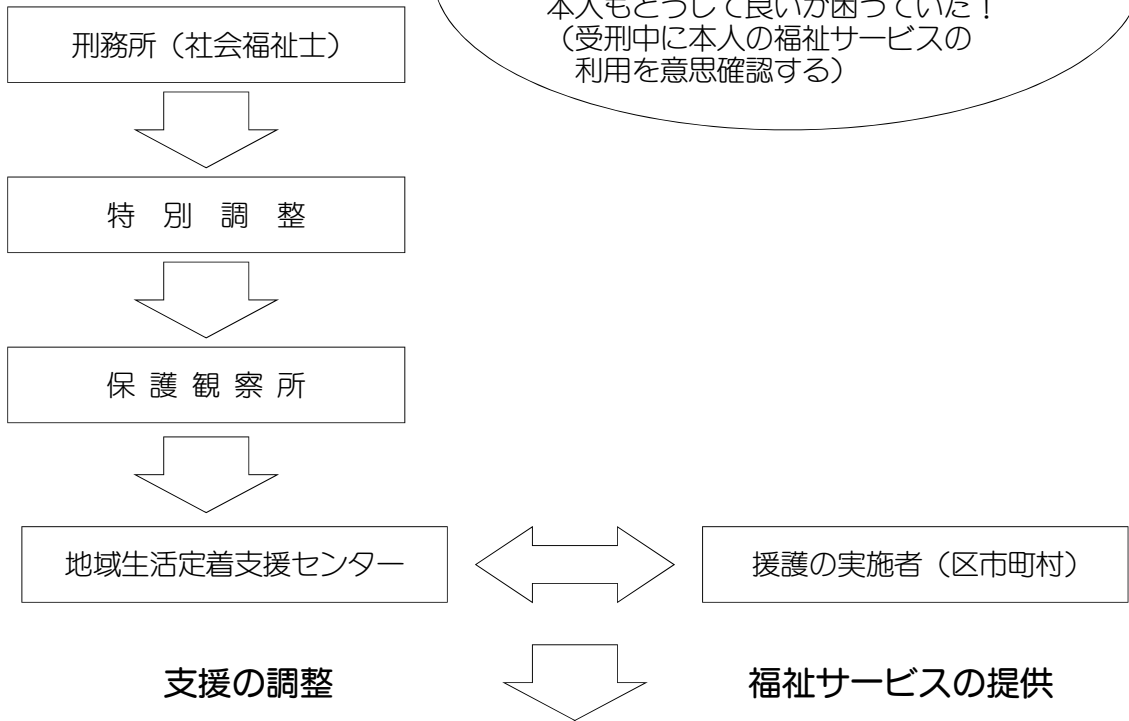 本人もどうして良いか困っていた！
（受刑中に本人の福祉サービスの
利用を意思確認する）
刑務所（社会福祉士）
特　別　調　整
保 護 観 察 所
地域生活定着支援センター
援護の実施者（区市町村）
支援の調整
福祉サービスの提供